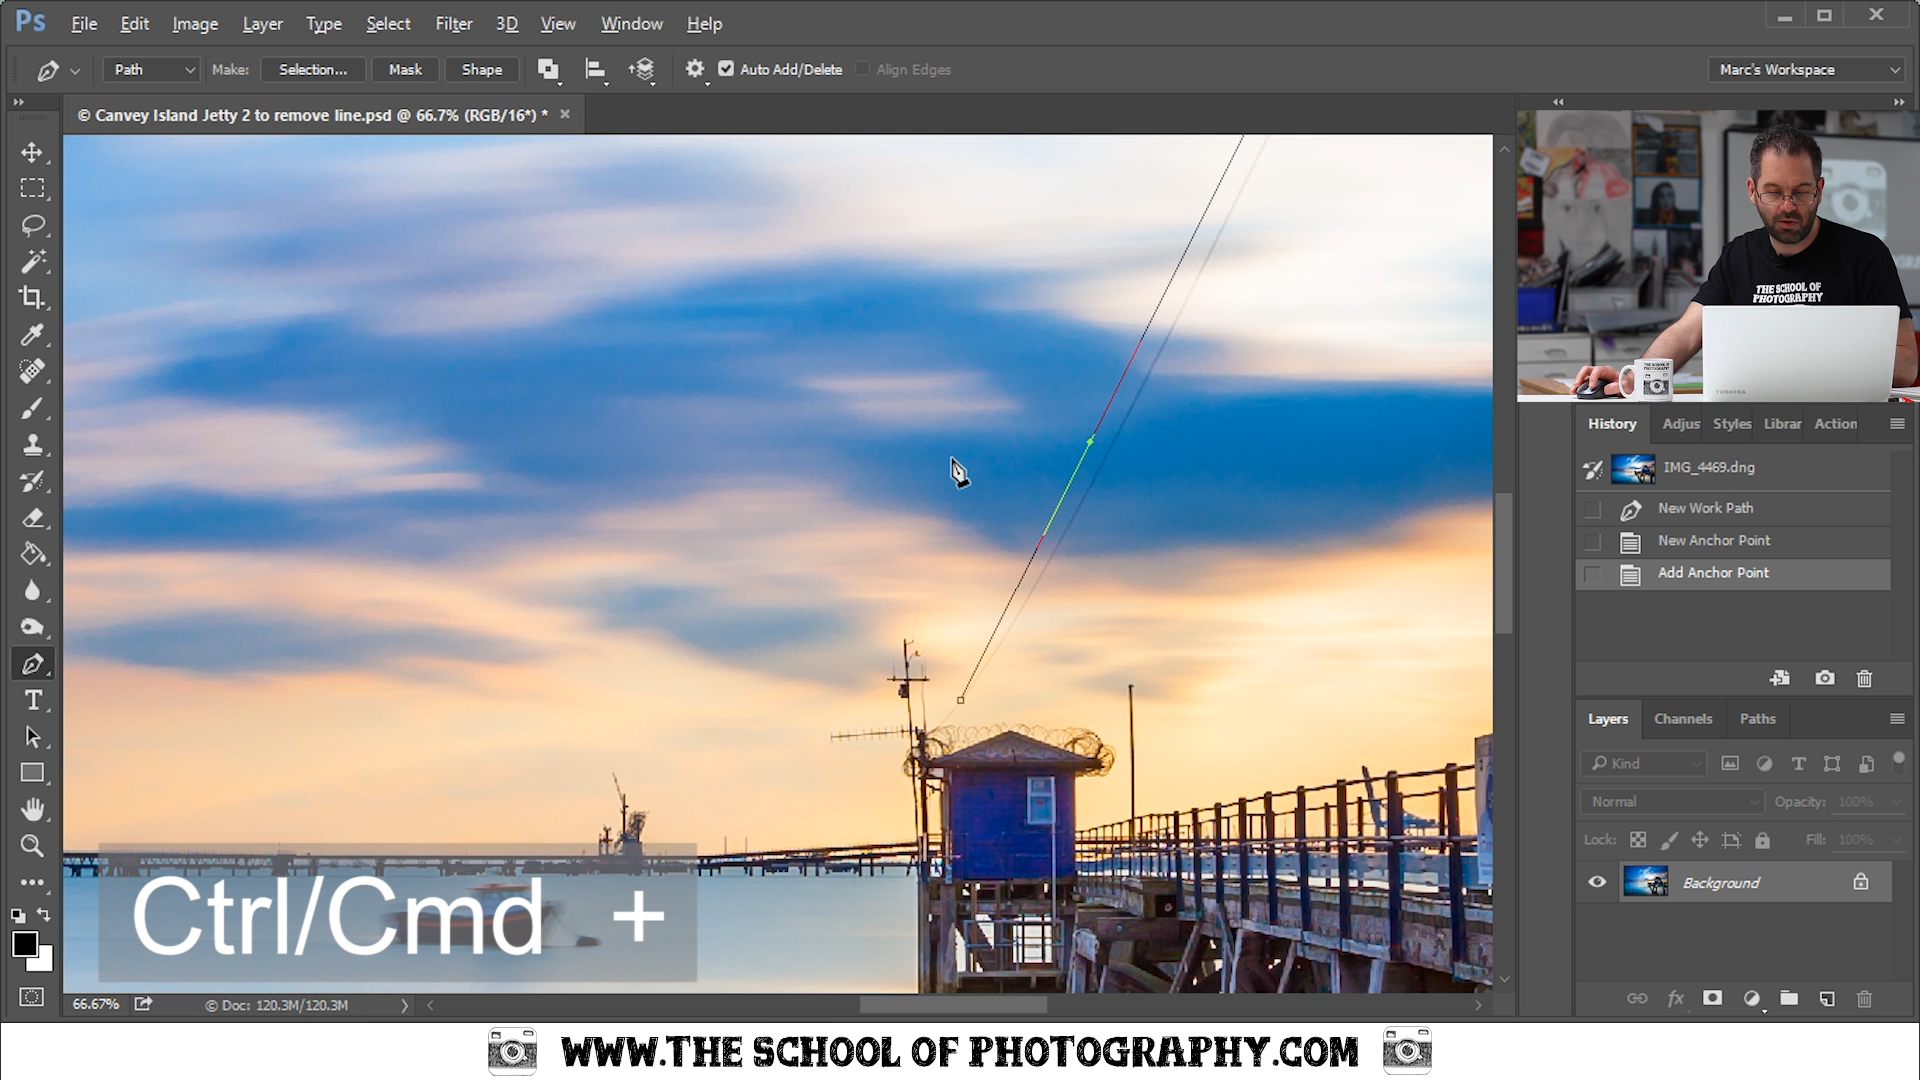 Ps File Edit Image Layer Type Select Filter 3D View Window Help
Path Make: Selection... Mask Shape Auto Add/Delete Align Edges Marc's Workspace
© Canvey Island Jetty 2 to remove line.psd @ 66.7% (RGB/16*) *
THE SCHOOL OF
PHOTOGRAPHY
TOSHIBA
History Adjus Styles Librar Action
IMG_4469.dng
New Work Path
New Anchor Point
Add Anchor Point
Layers Channels Paths
Kind
Normal Opacity: 100%
Lock: Fill: 100%
Background
fx
Ctrl/Cmd +
66.67% © Doc: 120.3M/120.3M
WWW.THE SCHOOL OF PHOTOGRAPHY.COM